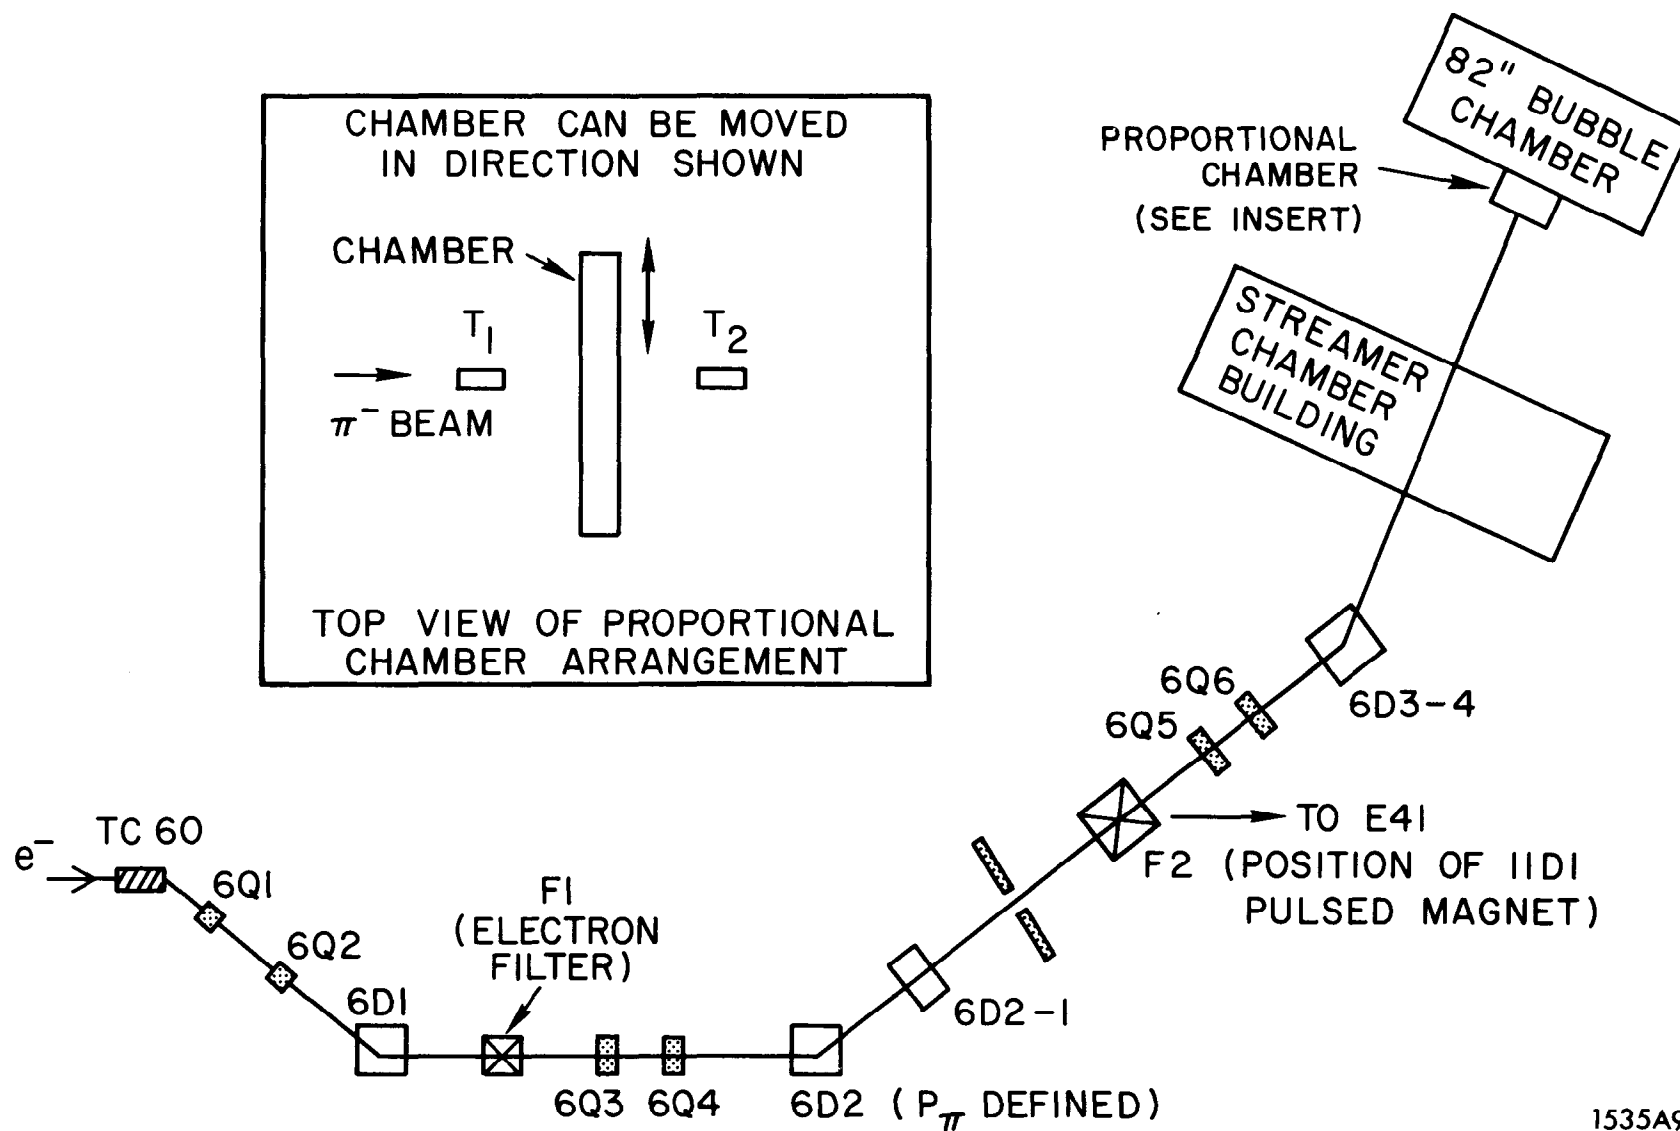 82" BUBBLE
CHAMBER
PROPORTIONAL
CHAMBER
(SEE INSERT)
CHAMBER CAN BE MOVED
IN DIRECTION SHOWN
CHAMBER
T1
T2
π⁻ BEAM
TOP VIEW OF PROPORTIONAL
CHAMBER ARRANGEMENT
STREAMER
CHAMBER
BUILDING
6D3-4
6Q6
6Q5
TO E41
F2 (POSITION OF 11D1
PULSED MAGNET)
e⁻
TC 60
6Q1
6Q2
6D1
F1
(ELECTRON
FILTER)
6Q3
6Q4
6D2 (Pπ DEFINED)
6D2-1
1535A9